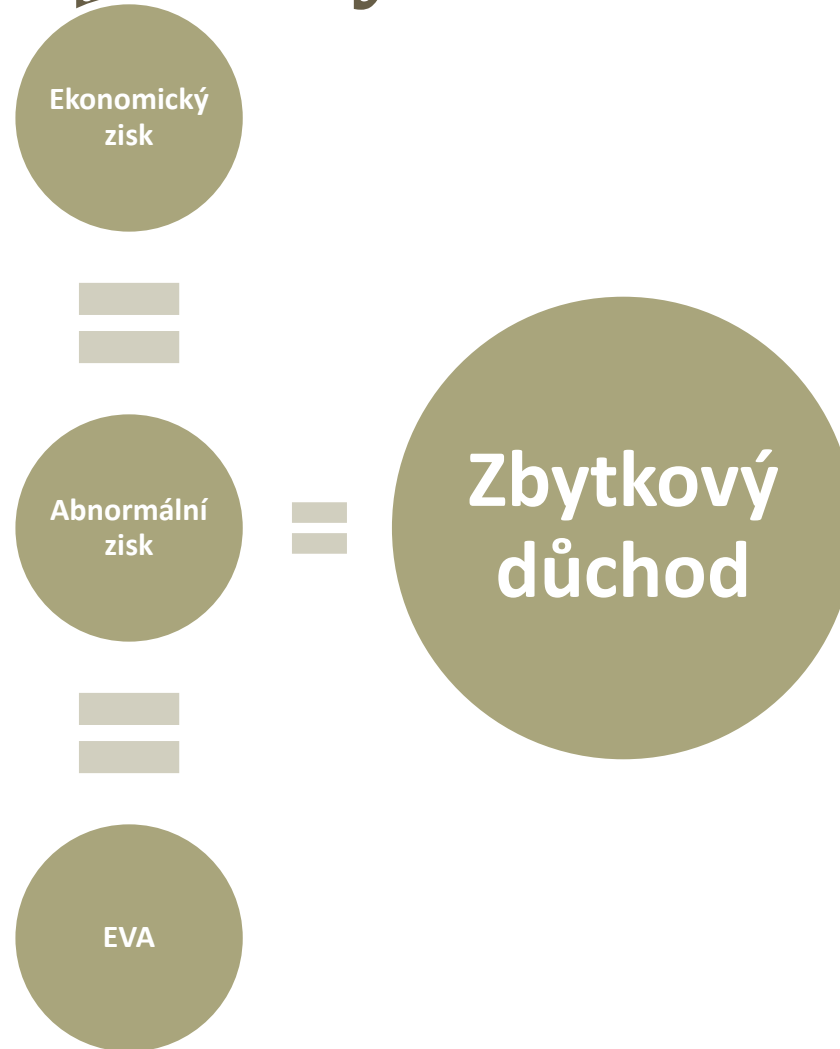 Ekonomický
zisk
Abnormální
zisk
Zbytkový
důchod
EVA